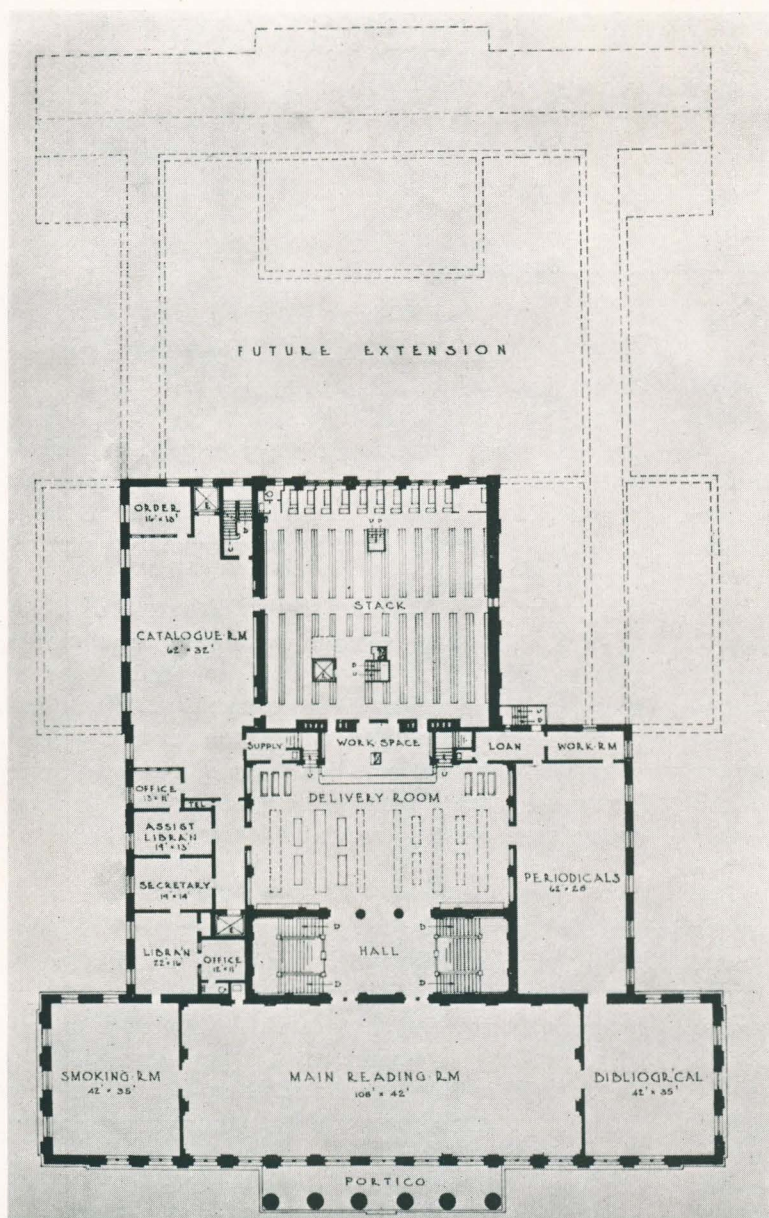 FUTURE EXTENSION
ORDER
16' × 18'
E
U
D
U
D
STACK
CATALOGUE·RM
62' × 32'
D
U
SUPPLY
WORK SPACE
LOAN
WORK·RM
OFFICE
13 × 11'
TEL
DELIVERY ROOM
ASSIST
LIBRA'N
19' × 13'
SECRETARY
19' × 14'
PERIODICALS
62' × 28'
LIBRA'N
22 × 16'
E
OFFICE
12' × 11'
D
D
HALL
D
D
SMOKING·RM
42' × 35'
MAIN READING·RM
108' × 42'
BIBLIOGR'CAL
42' × 35'
PORTICO